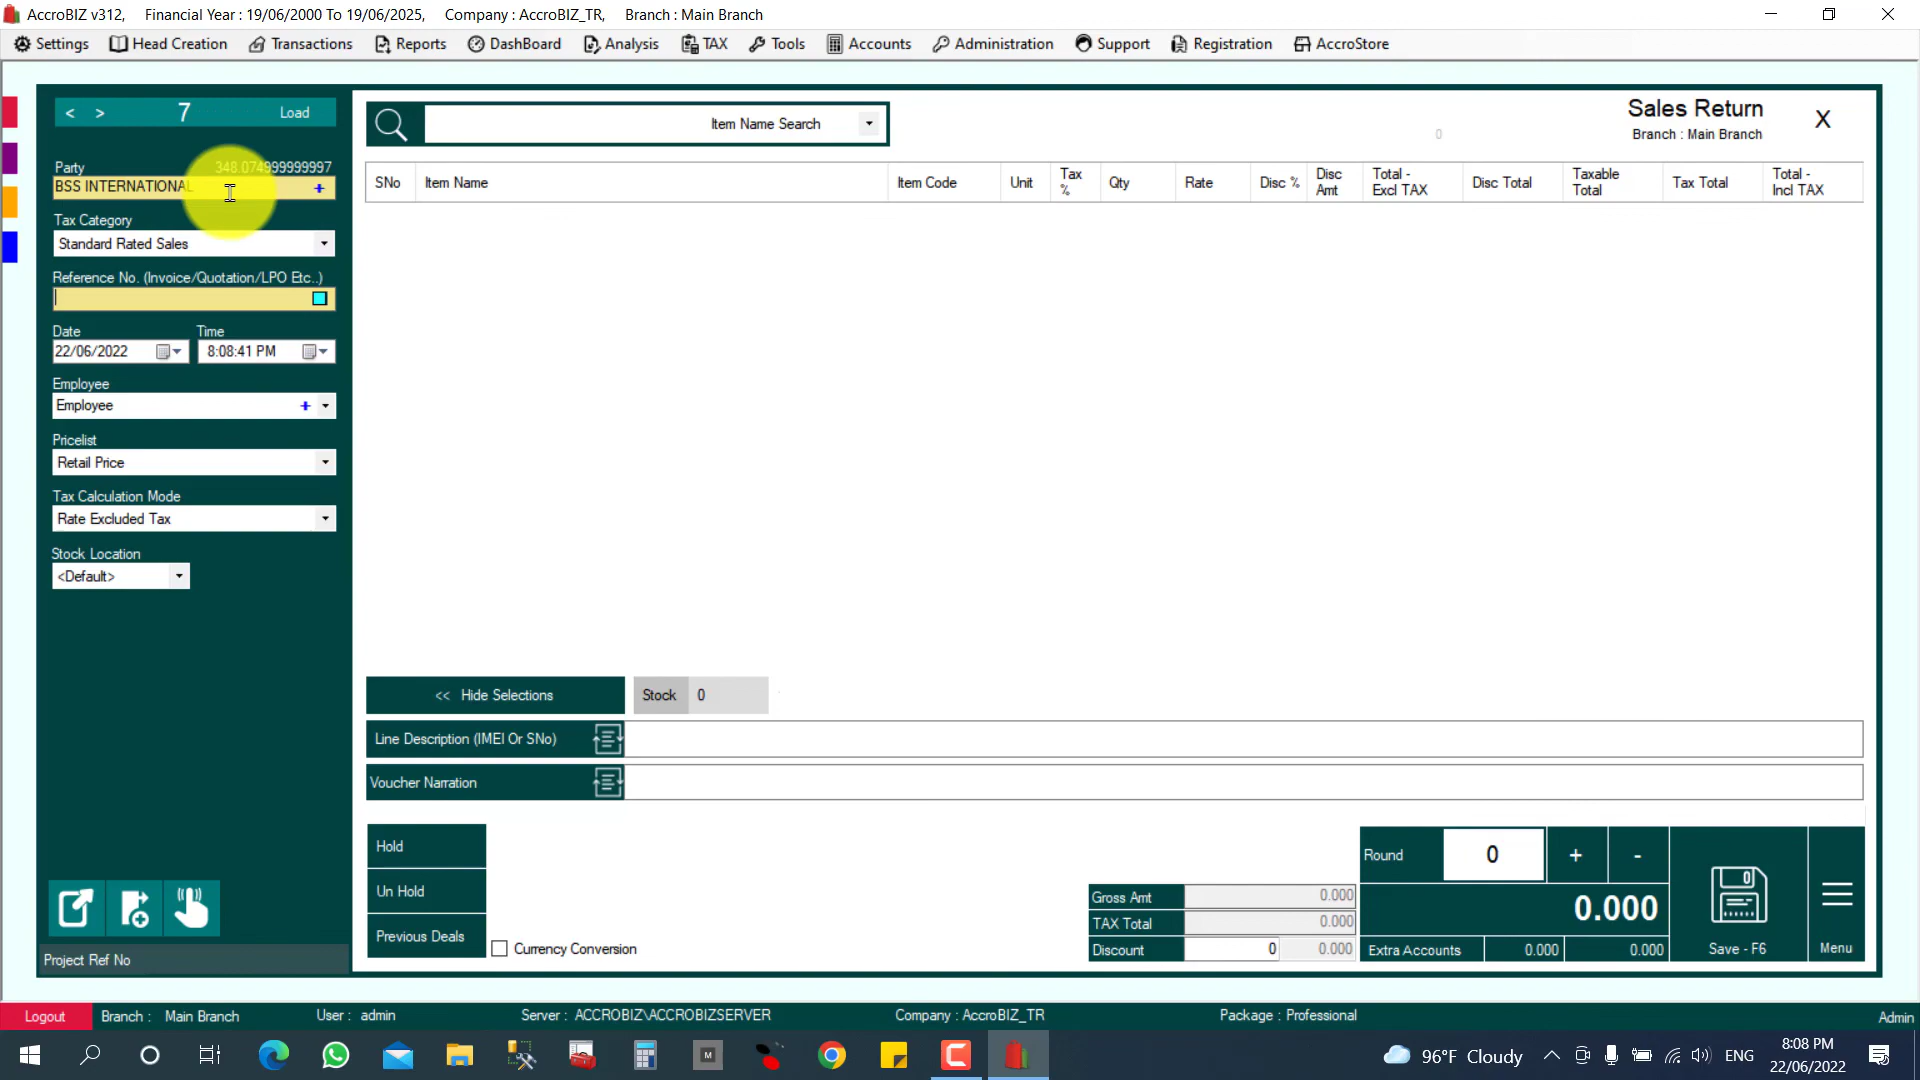 AccroBIZ v312, Financial Year : 19/06/2000 To 19/06/2025, Company : AccroBIZ_TR, Branch : Main Branch
Settings Head Creation Transactions Reports DashBoard Analysis TAX Tools Accounts Administration Support Registration AccroStore
< > 7 Load
Party 348.074999999997
BSS INTERNATIONAL +
Tax Category
Standard Rated Sales
Reference No. (Invoice/Quotation/LPO Etc..)
Date Time
22/06/2022 8:08:41 PM
Employee
Employee +
Pricelist
Retail Price
Tax Calculation Mode
Rate Excluded Tax
Stock Location
<Default>
Project Ref No
Item Name Search
0
Sales Return
Branch : Main Branch
X
SNo Item Name Item Code Unit Tax % Qty Rate Disc % Disc Amt Total - Excl TAX Disc Total Taxable Total Tax Total Total - Incl TAX
<< Hide Selections Stock 0
Line Description (IMEI Or SNo)
Voucher Narration
Hold
Un Hold
Previous Deals
Currency Conversion
Gross Amt 0.000
TAX Total 0.000
Discount 0 0.000
Round 0 + -
0.000
Extra Accounts 0.000 0.000
Save - F6
Menu
Logout Branch : Main Branch User : admin Server : ACCROBIZ\ACCROBIZSERVER Company : AccroBIZ_TR Package : Professional Admin
M
96°F Cloudy ENG
8:08 PM
22/06/2022